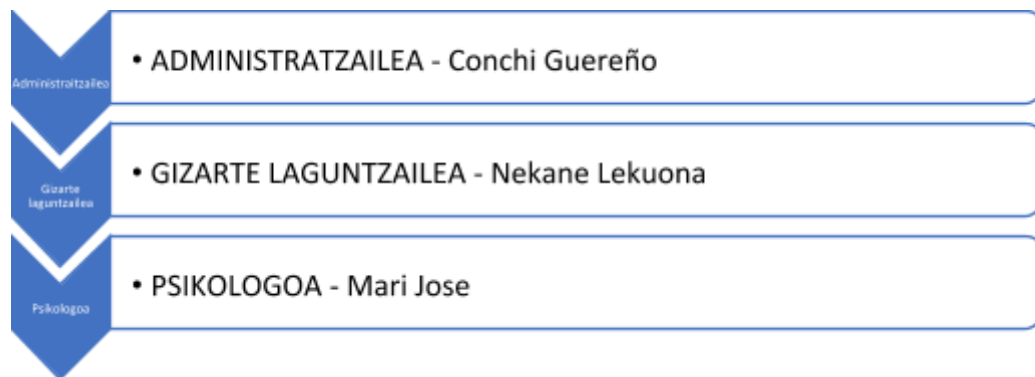 Administraitzailea
• ADMINISTRATZAILEA - Conchi Guereño
Gizarte
laguntzailea
• GIZARTE LAGUNTZAILEA - Nekane Lekuona
Psikologoa
• PSIKOLOGOA - Mari Jose